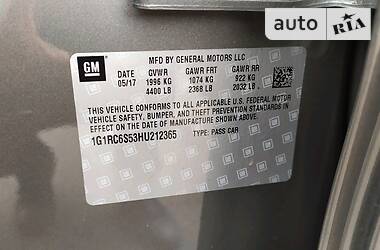 auto RIA
GM
MFD BY GENERAL MOTORS LLC
DATE GVWR GAWR FRT GAWR RR
05/17 1996 KG 1074 KG 922 KG
4400 LB 2368 LB 2032 LB
THIS VEHICLE CONFORMS TO ALL APPLICABLE U.S. FEDERAL MOTOR
VEHICLE SAFETY, BUMPER, AND THEFT PREVENTION STANDARDS
IN EFFECT ON THE DATE OF MANUFACTURE SHOWN ABOVE.
1G1RC6S53HU212365 TYPE: PASS CAR